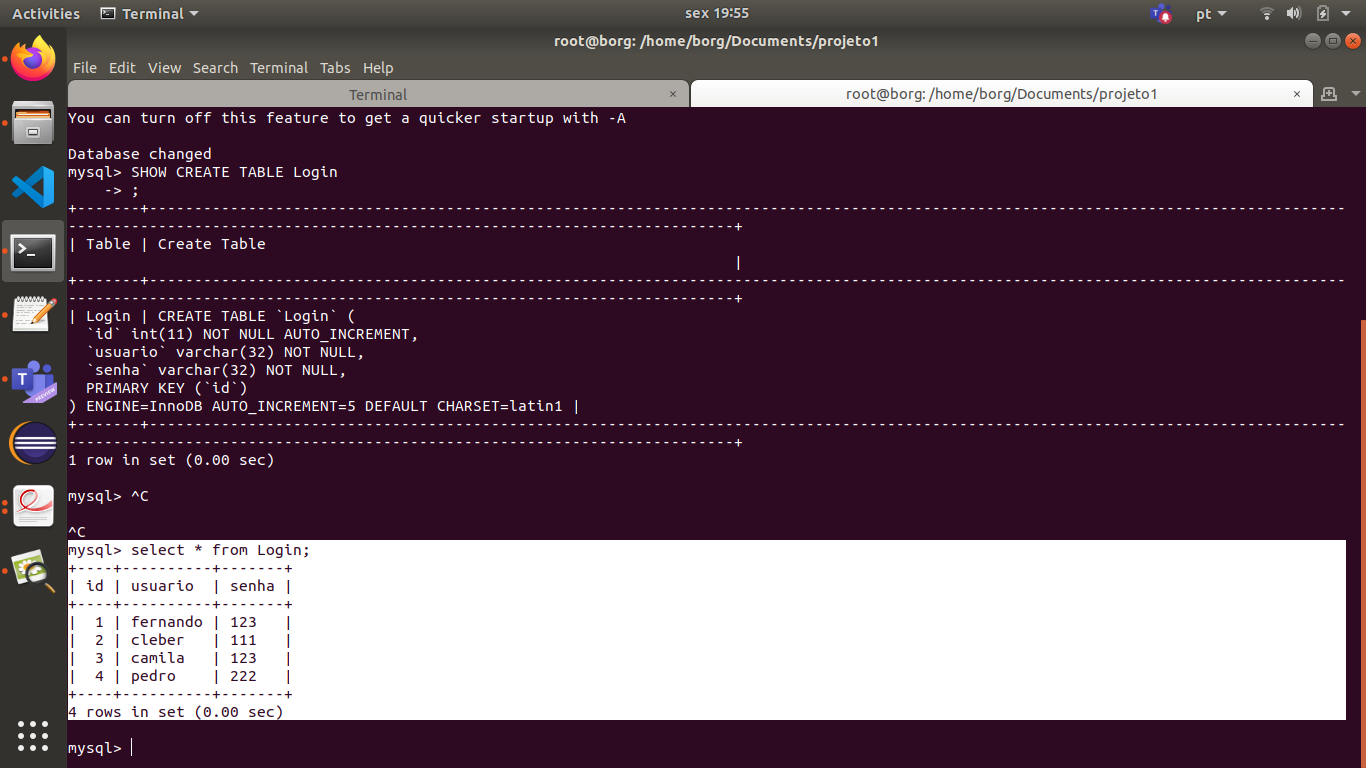 Activities Terminal sex 19:55 pt
root@borg: /home/borg/Documents/projeto1
File Edit View Search Terminal Tabs Help
Terminal × root@borg: /home/borg/Documents/projeto1 ×
You can turn off this feature to get a quicker startup with -A
Database changed
mysql> SHOW CREATE TABLE Login
    -> ;
+-------+-------------------------------------------------------------------------------------------------------------------------------------
--------------------------------------------------------------------------+
| Table | Create Table
|
+-------+-------------------------------------------------------------------------------------------------------------------------------------
--------------------------------------------------------------------------+
| Login | CREATE TABLE `Login` (
  `id` int(11) NOT NULL AUTO_INCREMENT,
  `usuario` varchar(32) NOT NULL,
  `senha` varchar(32) NOT NULL,
  PRIMARY KEY (`id`)
) ENGINE=InnoDB AUTO_INCREMENT=5 DEFAULT CHARSET=latin1 |
+-------+-------------------------------------------------------------------------------------------------------------------------------------
--------------------------------------------------------------------------+
1 row in set (0.00 sec)
mysql> ^C
^C
mysql> select * from Login;
+----+----------+-------+
| id | usuario  | senha |
+----+----------+-------+
|  1 | fernando | 123   |
|  2 | cleber   | 111   |
|  3 | camila   | 123   |
|  4 | pedro    | 222   |
+----+----------+-------+
4 rows in set (0.00 sec)
mysql>
T
PREVIEW